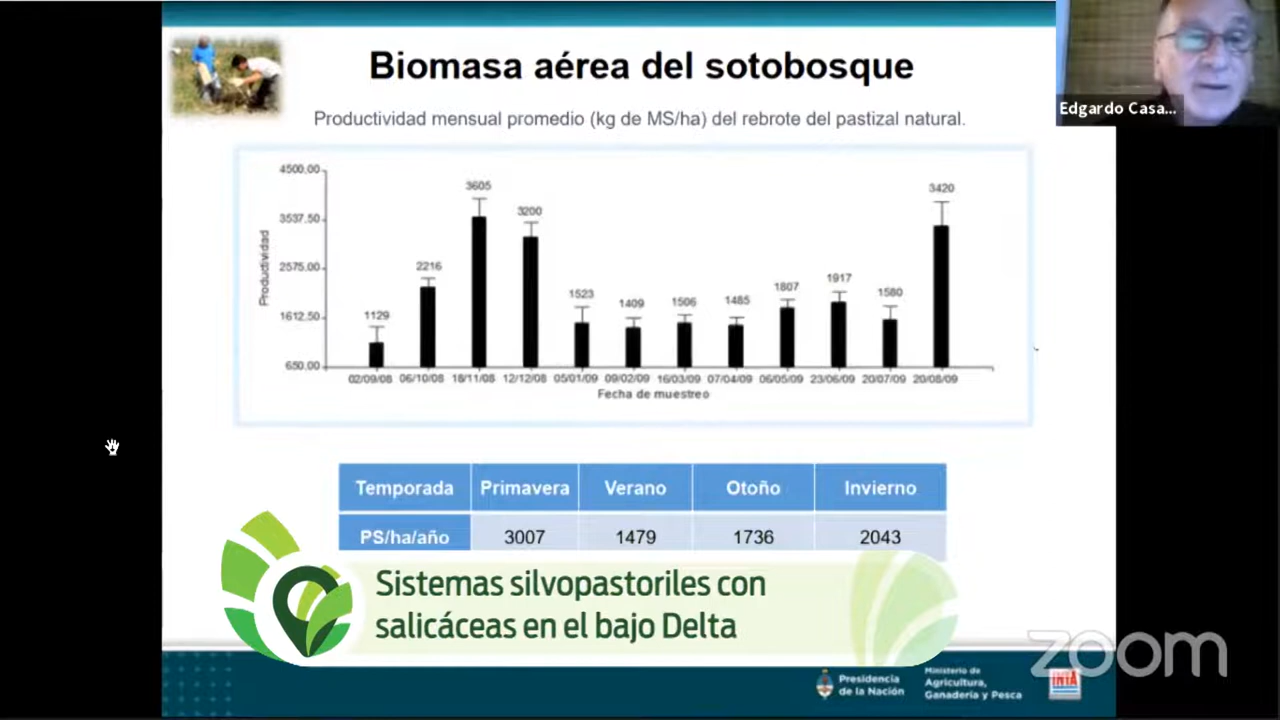 Biomasa aérea del sotobosque
Productividad mensual promedio (kg de MS/ha) del rebrote del pastizal natural.
Edgardo Casa...
4500.00
3537.50
2575.00
1612.50
650.00
Productividad
1129
2216
3605
3200
1523
1409
1506
1485
1807
1917
1580
3420
02/09/08 06/10/08 18/11/08 12/12/08 05/01/09 09/02/09 16/03/09 07/04/09 06/05/09 23/06/09 20/07/09 20/08/09
Fecha de muestreo
Temporada Primavera Verano Otoño Invierno
PS/ha/año 3007 1479 1736 2043
Sistemas silvopastoriles con
salicáceas en el bajo Delta
Presidencia
de la Nación
Ministerio de
Agricultura,
Ganadería y Pesca
INTA
zoom